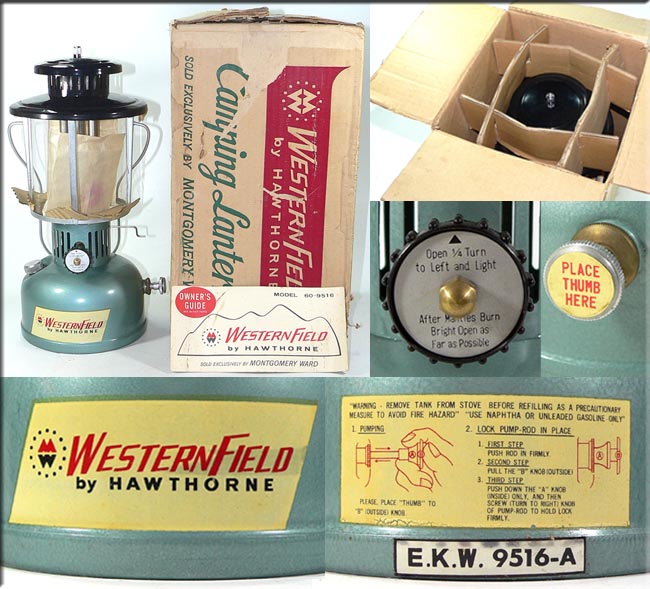 WESTERNFIELD
by HAWTHORNE
Camping Lantern
SOLD EXCLUSIVELY BY MONTGOMERY W
WESTERNFIELD
by HAWTHORNE
OWNER'S
GUIDE
MODEL 60-9516
WESTERNFIELD
by HAWTHORNE
SOLD EXCLUSIVELY BY MONTGOMERY WARD
Open ¼ Turn
to Left and Light
After Mantles Burn
Bright Open as
Far as Possible
PLACE
THUMB
HERE
WESTERNFIELD
by HAWTHORNE
"WARNING - REMOVE TANK FROM STOVE BEFORE REFILLING AS A PRECAUTIONARY
MEASURE TO AVOID FIRE HAZARD" "USE NAPHTHA OR UNLEADED GASOLINE ONLY"
1. PUMPING
A
PLEASE, PLACE "THUMB" TO
"B" (OUTSIDE) KNOB.
2. LOCK PUMP-ROD IN PLACE
1. FIRST STEP
PUSH ROD IN FIRMLY.
2. SECOND STEP
PULL THE "B" KNOB (OUTSIDE)
3. THIRD STEP
PUSH DOWN THE "A" KNOB
(INSIDE) ONLY, AND THEN
SCREW (TURN TO RIGHT) KNOB
OF PUMP-ROD TO HOLD LOCK
FIRMLY.
A
E.K.W. 9516-A